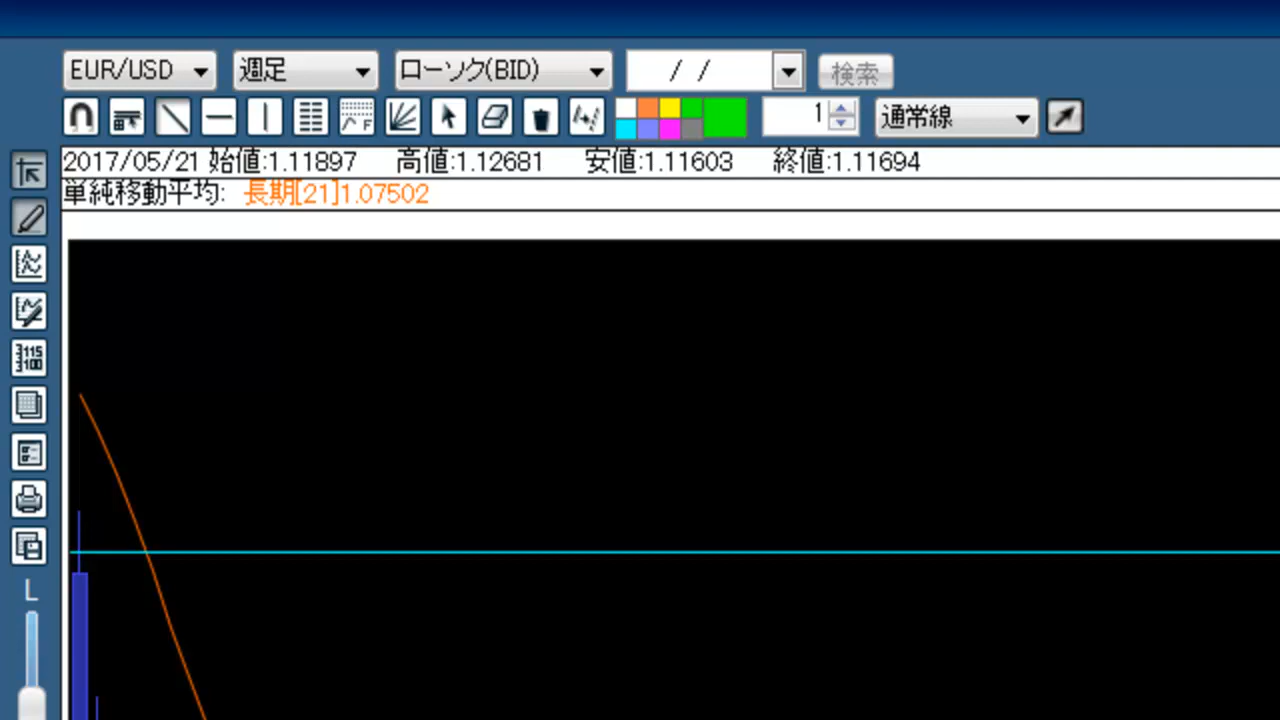 EUR/USD 週足 ローソク(BID) / / 検索
1 通常線
2017/05/21 始値:1.11897 高値:1.12681 安値:1.11603 終値:1.11694
単純移動平均: 長期[21]1.07502
115
100
L